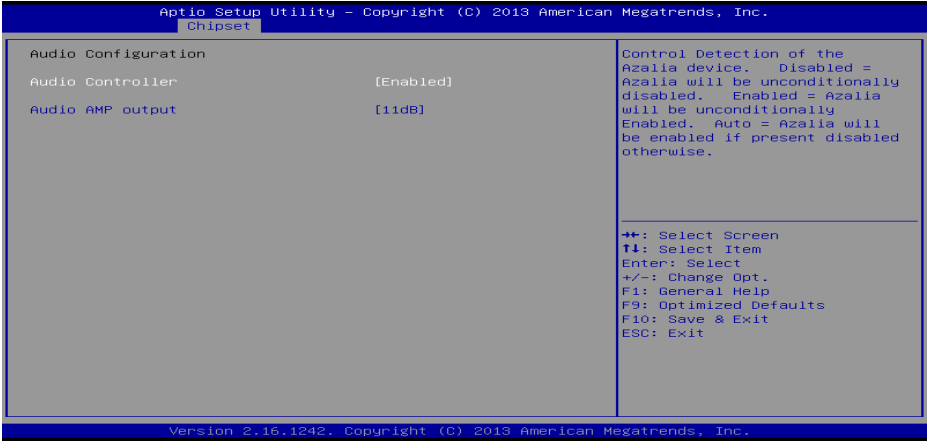 Aptio Setup Utility – Copyright (C) 2013 American Megatrends, Inc.
Chipset
Audio Configuration
Audio Controller [Enabled]
Audio AMP output [11dB]
Control Detection of the
Azalia device. Disabled =
Azalia will be unconditionally
disabled. Enabled = Azalia
will be unconditionally
Enabled. Auto = Azalia will
be enabled if present disabled
otherwise.
→←: Select Screen
↑↓: Select Item
Enter: Select
+/-: Change Opt.
F1: General Help
F9: Optimized Defaults
F10: Save & Exit
ESC: Exit
Version 2.16.1242. Copyright (C) 2013 American Megatrends, Inc.